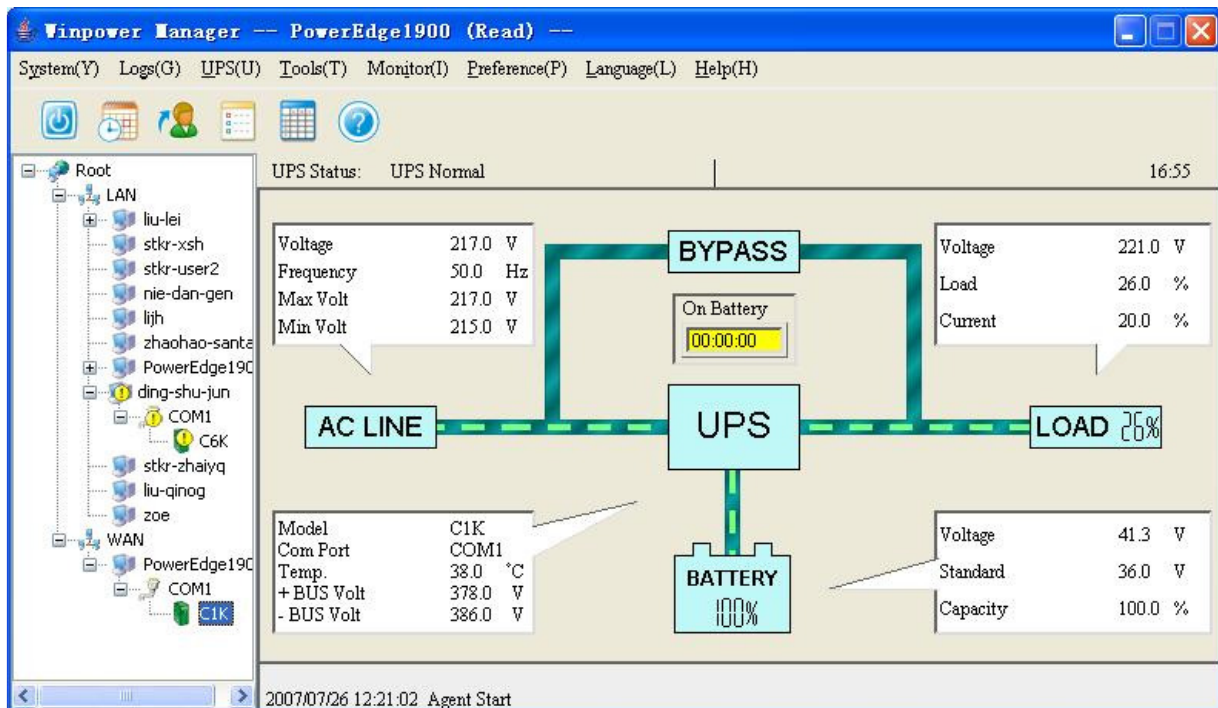 Winpower Manager -- PowerEdge1900 (Read) --
System(Y) Logs(G) UPS(U) Tools(T) Monitor(I) Preference(P) Language(L) Help(H)
Root
LAN
liu-lei
stkr-xsh
stkr-user2
nie-dan-gen
lijh
zhaohao-santa
PowerEdge190
ding-shu-jun
COM1
C6K
stkr-zhaiyq
liu-qinog
zoe
WAN
PowerEdge190
COM1
C1K
UPS Status: UPS Normal 16:55
Voltage 217.0 V
Frequency 50.0 Hz
Max Volt 217.0 V
Min Volt 215.0 V
BYPASS
On Battery
00:00:00
Voltage 221.0 V
Load 26.0 %
Current 20.0 %
AC LINE
UPS
LOAD 26%
Model C1K
Com Port COM1
Temp. 38.0 °C
+ BUS Volt 378.0 V
- BUS Volt 386.0 V
BATTERY
100%
Voltage 41.3 V
Standard 36.0 V
Capacity 100.0 %
2007/07/26 12:21:02 Agent Start